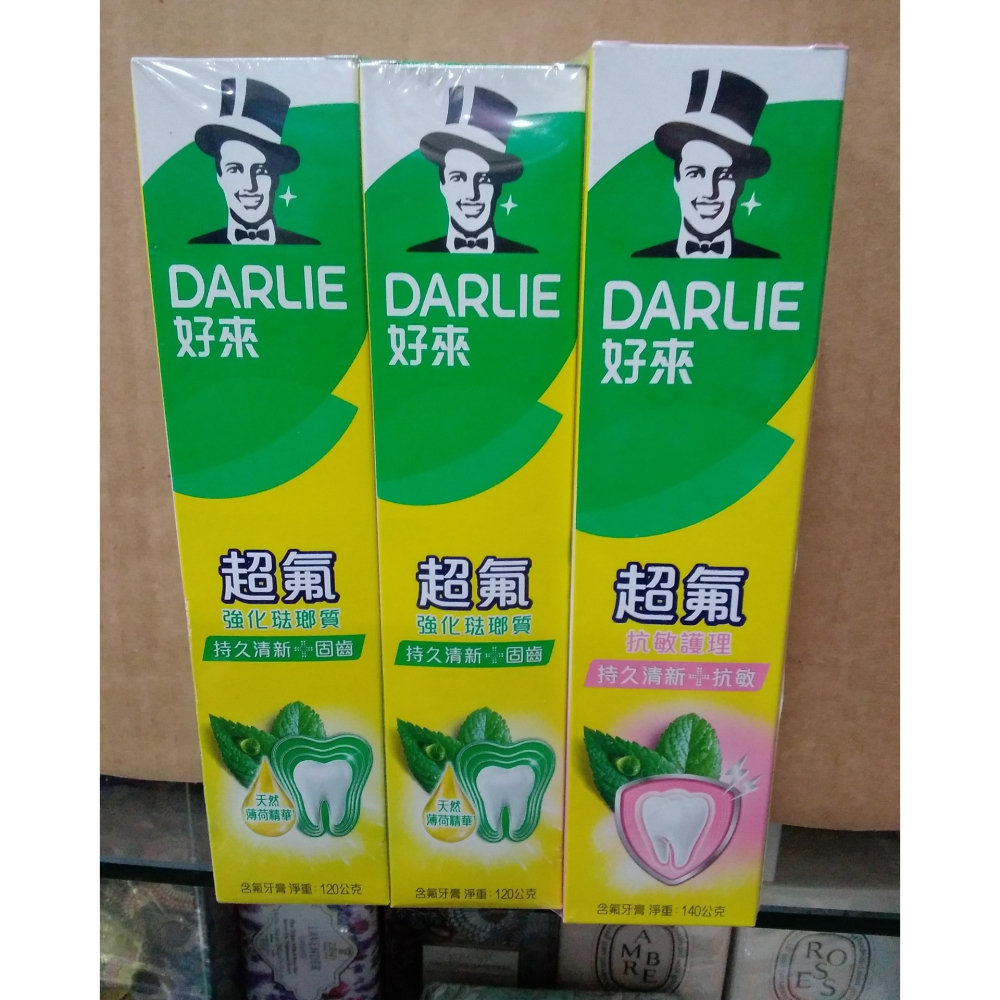 DARLIE
好來
超氟
強化琺瑯質
持久清新+固齒
天然
薄荷精華
含氟牙膏 淨重:120公克
DARLIE
好來
超氟
強化琺瑯質
持久清新+固齒
天然
薄荷精華
含氟牙膏 淨重:120公克
DARLIE
好來
超氟
抗敏護理
持久清新+抗敏
含氟牙膏 淨重:140公克
LAVENDER
AMBRE
ROSES